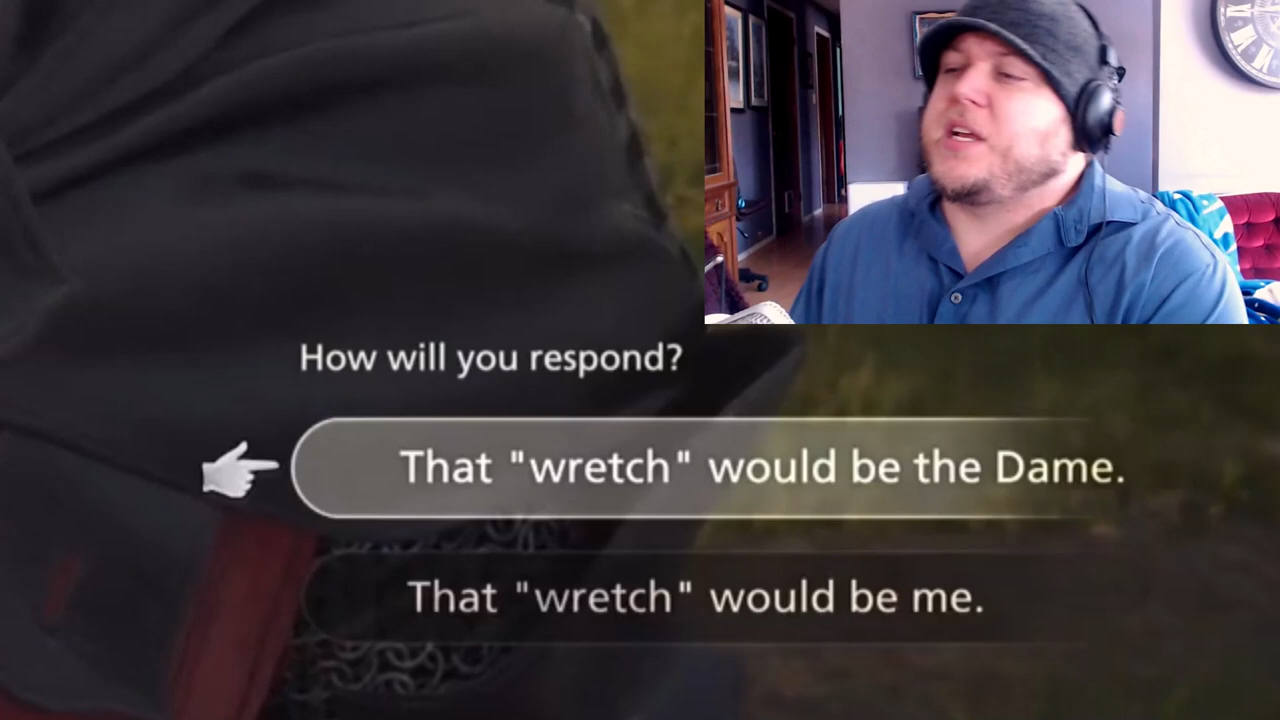 How will you respond?
That "wretch" would be the Dame.
That "wretch" would be me.